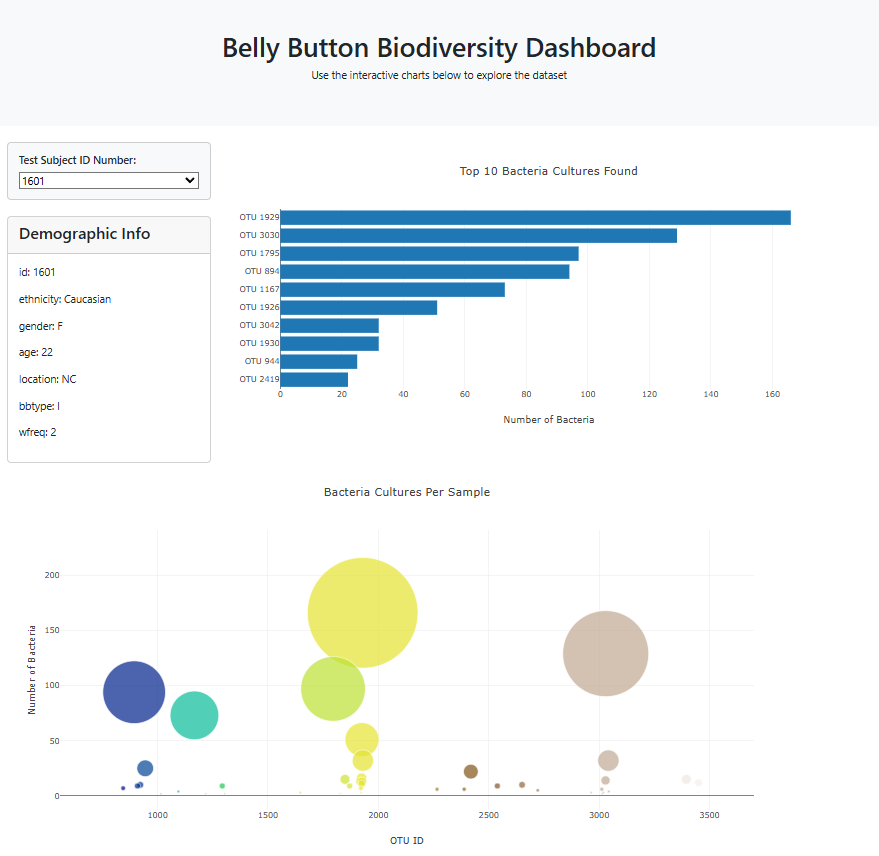 Belly Button Biodiversity Dashboard
Use the interactive charts below to explore the dataset
Test Subject ID Number:
1601
Demographic Info
id: 1601
ethnicity: Caucasian
gender: F
age: 22
location: NC
bbtype: I
wfreq: 2
Top 10 Bacteria Cultures Found
OTU 1929
OTU 3030
OTU 1795
OTU 894
OTU 1167
OTU 1926
OTU 3042
OTU 1930
OTU 944
OTU 2419
0 20 40 60 80 100 120 140 160
Number of Bacteria
Bacteria Cultures Per Sample
Number of Bacteria
200
150
100
50
0
1000 1500 2000 2500 3000 3500
OTU ID